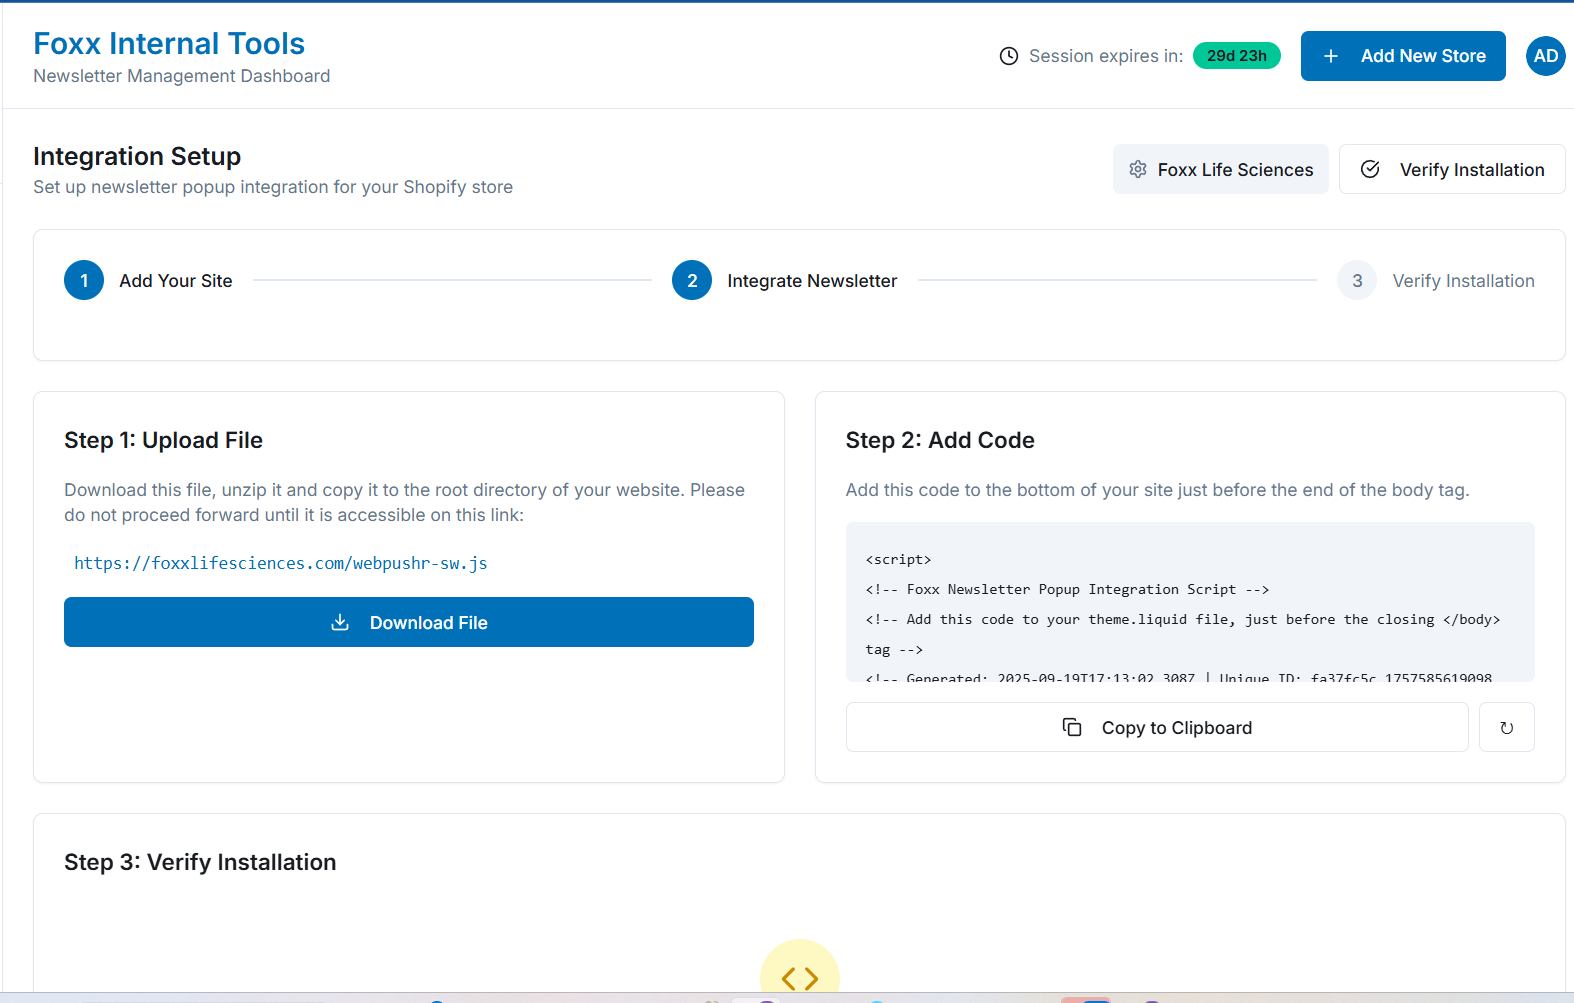 Foxx Internal Tools
Newsletter Management Dashboard
Session expires in:
29d 23h
Add New Store
AD
Integration Setup
Set up newsletter popup integration for your Shopify store
Foxx Life Sciences
Verify Installation
1
Add Your Site
2
Integrate Newsletter
3
Verify Installation
Step 1: Upload File
Download this file, unzip it and copy it to the root directory of your website. Please
do not proceed forward until it is accessible on this link:
https://foxxlifesciences.com/webpushr-sw.js
Download File
Step 2: Add Code
Add this code to the bottom of your site just before the end of the body tag.
<script>
<!-- Foxx Newsletter Popup Integration Script -->
<!-- Add this code to your theme.liquid file, just before the closing </body>
tag -->
<!-- Generated: 2025-09-19T17:13:02.308Z | Unique ID: fa37fc5c_1757585619098
Copy to Clipboard
Step 3: Verify Installation